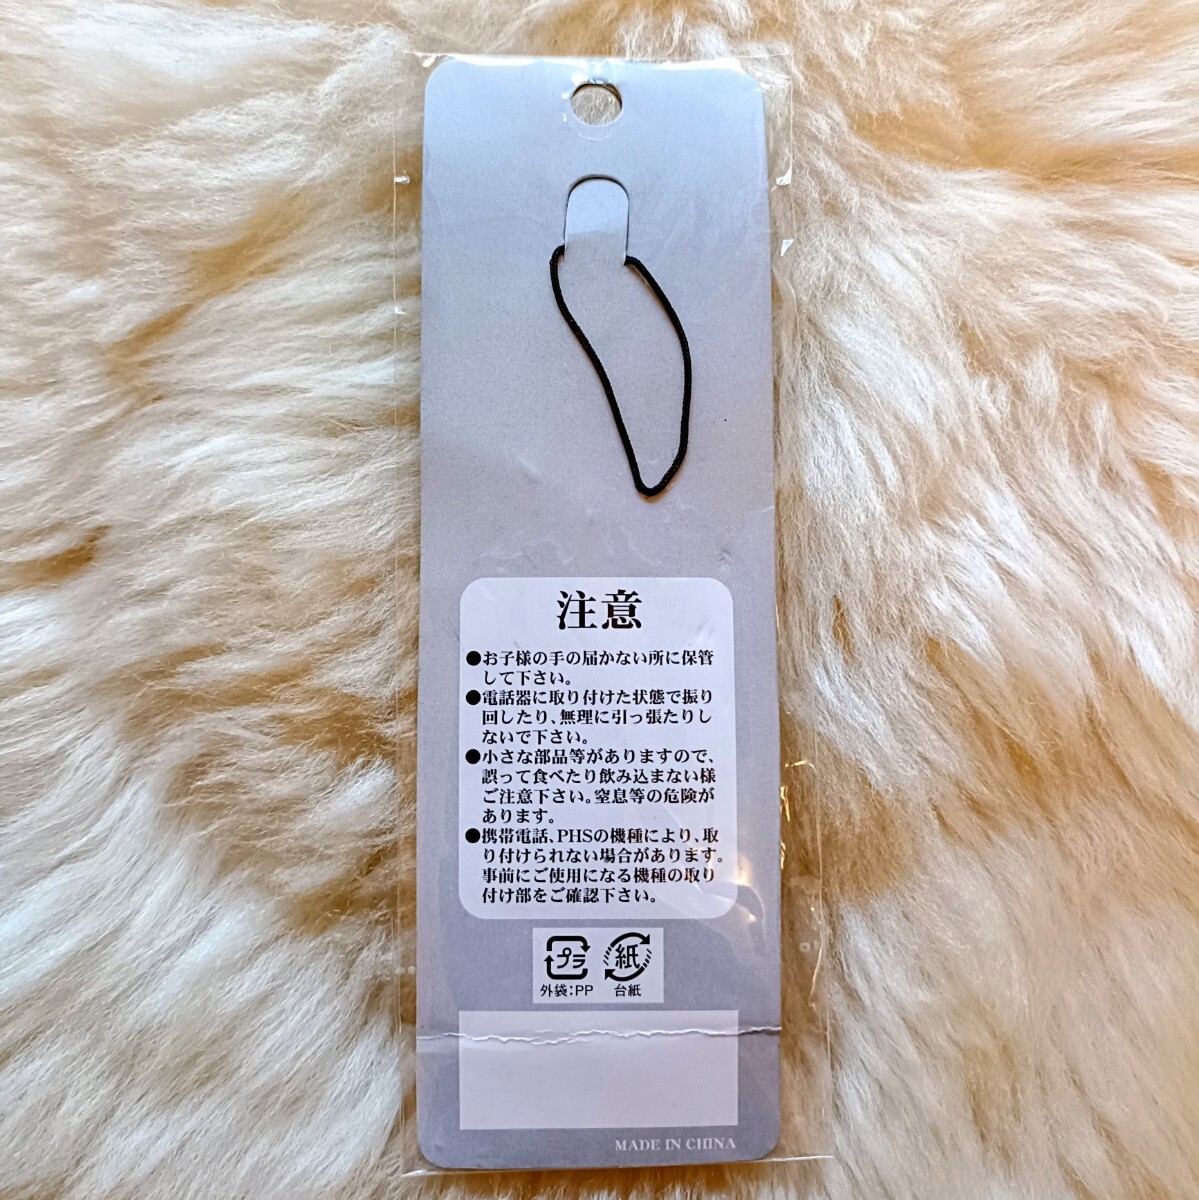 注意
●お子様の手の届かない所に保管
して下さい。
●電話器に取り付けた状態で振り
回したり、無理に引っ張たりし
ないで下さい。
●小さな部品等がありますので、
誤って食べたり飲み込まない様
ご注意下さい。窒息等の危険が
あります。
●携帯電話、PHSの機種により、取
り付けられない場合があります。
事前にご使用になる機種の取り
付け部をご確認下さい。
プラ 紙
外袋:PP 台紙
MADE IN CHINA